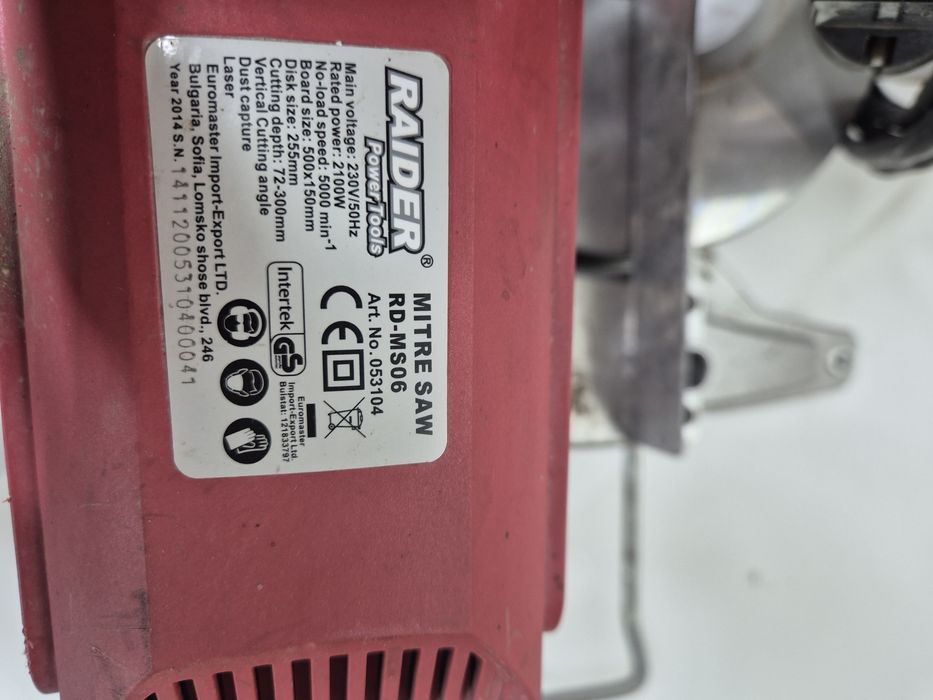 RAIDER®
Power Tools
MITRE SAW
RD-MS06
Art. No. 053104
Main voltage: 230V/50Hz
Rated power: 2100W
No-load speed: 5000 min-1
Board size: 500x150mm
Disk size: 255mm
Cutting depth: 72-300mm
Vertical Cutting angle
Dust capture
Laser
Euromaster Import-Export LTD.
Bulgaria, Sofia, Lomsko shose blvd., 246
Year 2014 S.N. 1411200531040041
CE
Intertek
GS
Euromaster
Import-Export Ltd.
Bulstat: 121833797